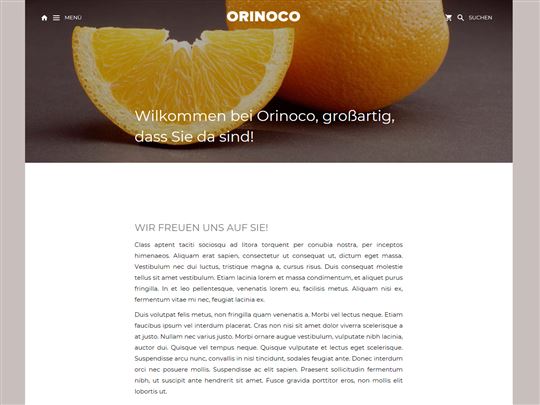 MENÜ
ORINOCO
SUCHEN
Willkommen bei Orinoco, großartig,
dass Sie da sind!
WIR FREUEN UNS AUF SIE!
Class aptent taciti sociosqu ad litora torquent per conubia nostra, per inceptos
himenaeos. Aliquam erat sapien, consectetur ut consequat ut, dictum eget massa.
Vestibulum nec dui luctus, tristique magna a, cursus risus. Duis consequat molestie
tellus sit amet vestibulum. Etiam lacinia lorem et massa condimentum, et aliquet purus
fringilla. In et leo pellentesque, venenatis lorem eu, facilisis metus. Aliquam nisi ex,
fermentum vitae mi nec, feugiat lacinia ex.
Duis volutpat felis metus, non fringilla quam venenatis a. Morbi vel lectus neque. Etiam
faucibus ipsum vel interdum placerat. Cras non nisi sit amet dolor viverra scelerisque a
at justo. Nullam nec varius justo. Morbi ornare augue vestibulum, vulputate nibh lacinia,
auctor dui. Quisque vel tempus neque. Quisque vulputate et lectus eget scelerisque.
Suspendisse arcu nunc, convallis in nisl tincidunt, sodales feugiat ante. Donec interdum
orci nec posuere mollis. Suspendisse ac elit sapien. Praesent sollicitudin fermentum
nibh, ut suscipit ante hendrerit sit amet. Fusce gravida porttitor eros, non mollis elit
lobortis ut.